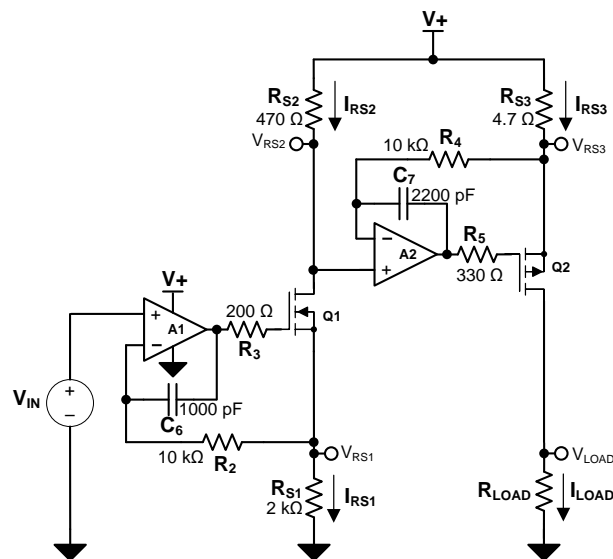 V+
RS2
470 Ω
IRS2
VRS2
RS3
4.7 Ω
IRS3
VRS3
10 kΩ
R4
C7
2200 pF
−
+
A2
R5
330 Ω
Q2
V+
+
−
A1
200 Ω
R3
Q1
VIN
+
−
C6
1000 pF
10 kΩ
R2
VRS1
RS1
2 kΩ
IRS1
VLOAD
RLOAD
ILOAD